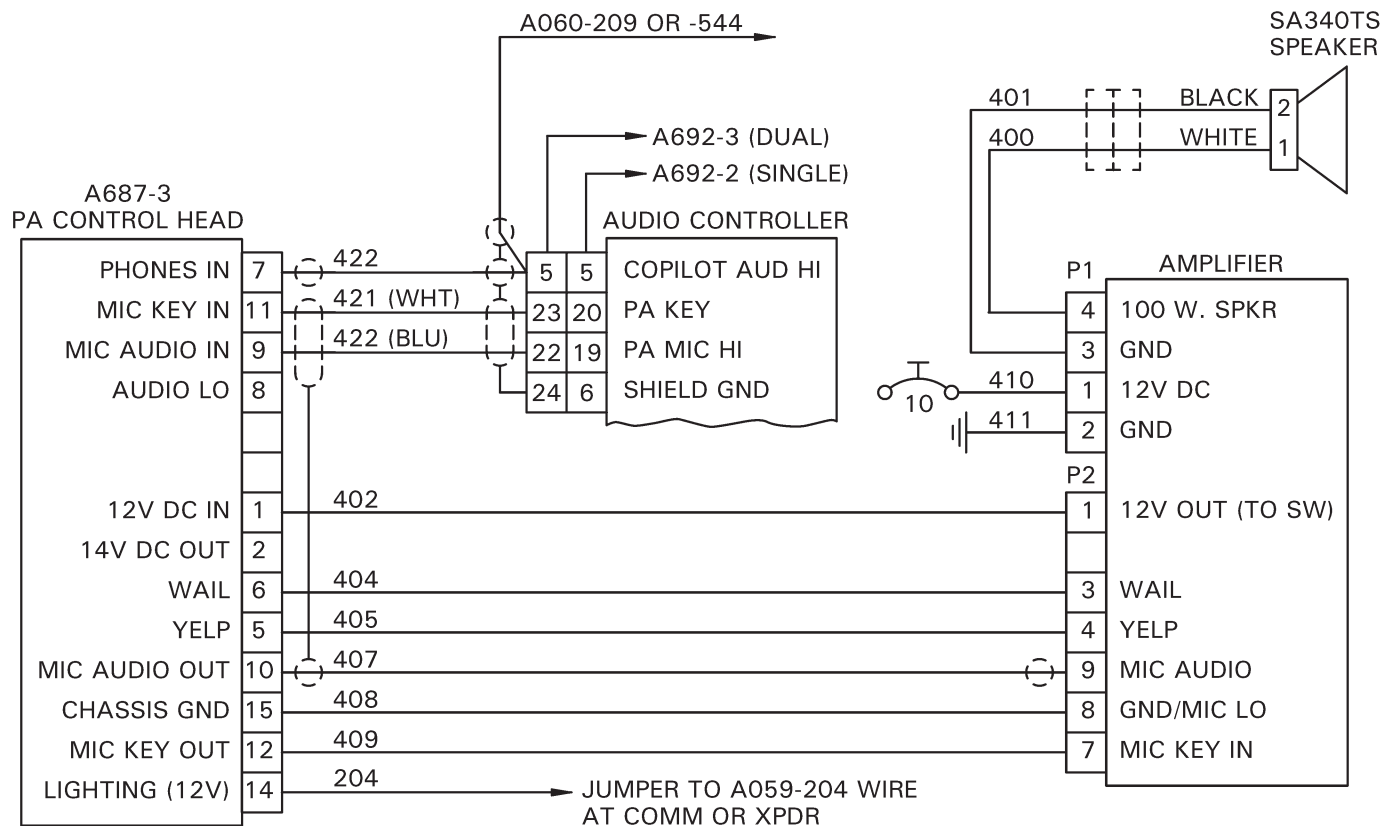 A060-209 OR -544
SA340TS
SPEAKER
401
BLACK
2
400
WHITE
1
A692-3 (DUAL)
A692-2 (SINGLE)
A687-3
PA CONTROL HEAD
AUDIO CONTROLLER
PHONES IN 7 422 5 5 COPILOT AUD HI
MIC KEY IN 11 421 (WHT) 23 20 PA KEY
MIC AUDIO IN 9 422 (BLU) 22 19 PA MIC HI
AUDIO LO 8 24 6 SHIELD GND
P1 AMPLIFIER
4 100 W. SPKR
3 GND
10 410 1 12V DC
411 2 GND
P2
12V DC IN 1 402 1 12V OUT (TO SW)
14V DC OUT 2
WAIL 6 404 3 WAIL
YELP 5 405 4 YELP
MIC AUDIO OUT 10 407 9 MIC AUDIO
CHASSIS GND 15 408 8 GND/MIC LO
MIC KEY OUT 12 409 7 MIC KEY IN
LIGHTING (12V) 14 204 JUMPER TO A059-204 WIRE
AT COMM OR XPDR